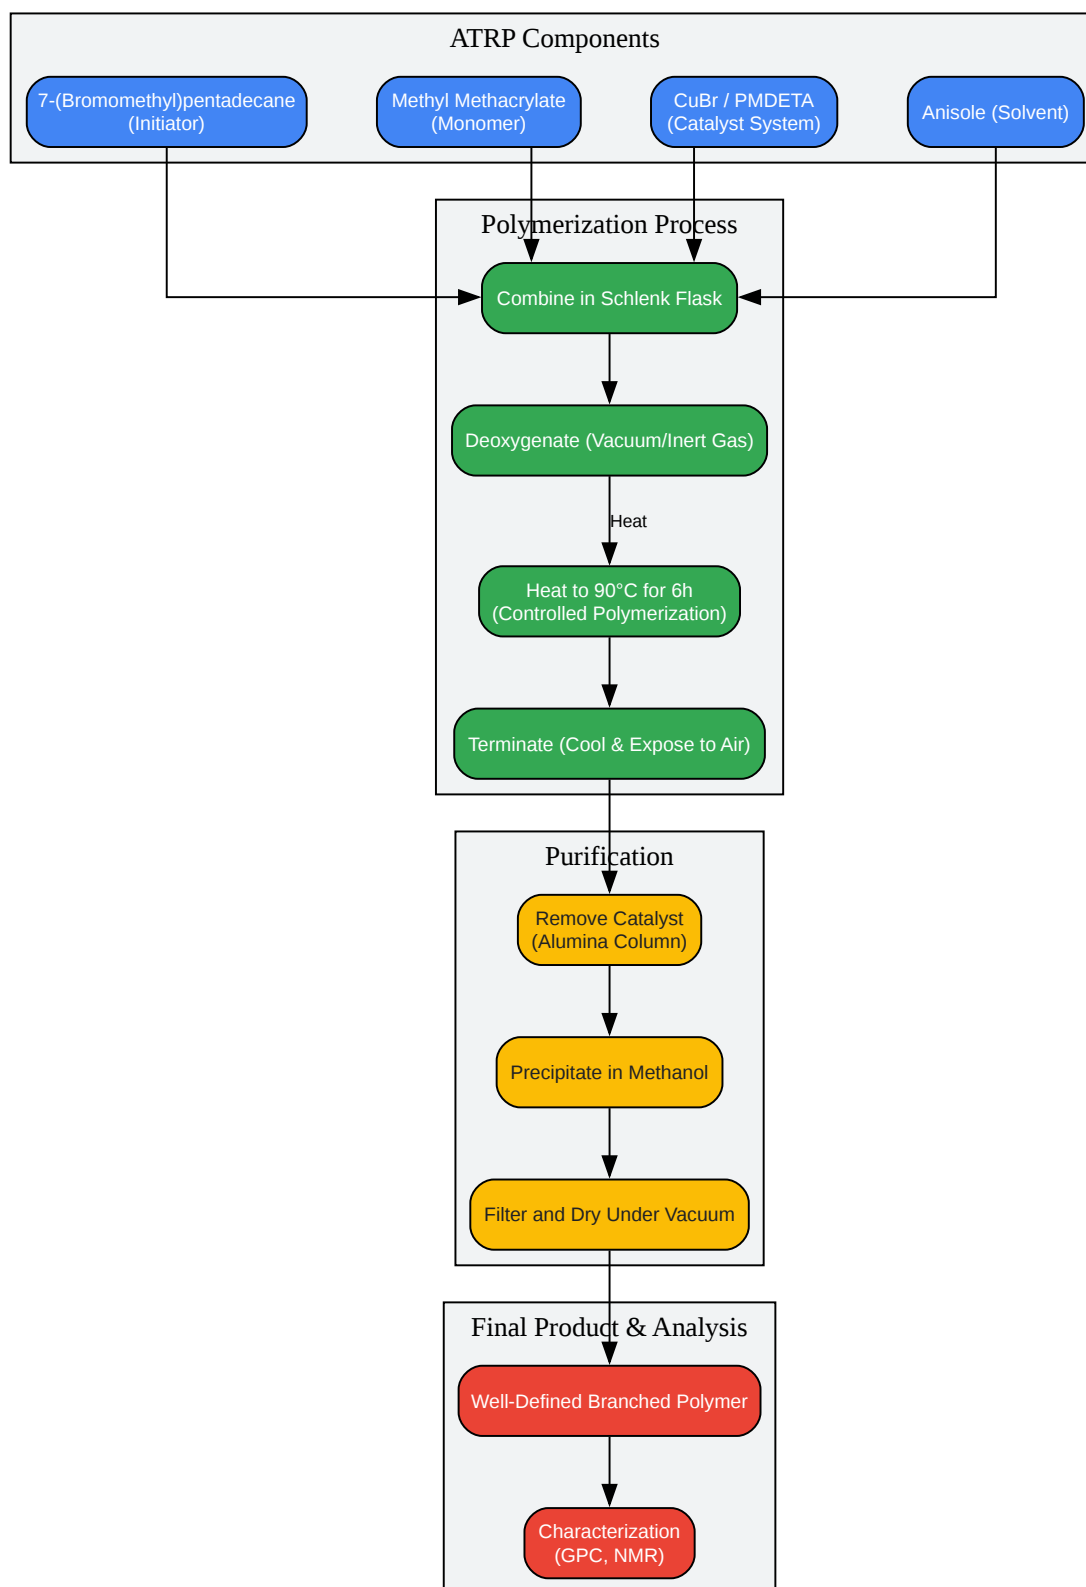 ATRP Components
7-(Bromomethyl)pentadecane
(Initiator)
Methyl Methacrylate
(Monomer)
CuBr / PMDETA
(Catalyst System)
Anisole (Solvent)
Polymerization Process
Combine in Schlenk Flask
Deoxygenate (Vacuum/Inert Gas)
Heat
Heat to 90°C for 6h
(Controlled Polymerization)
Terminate (Cool & Expose to Air)
Purification
Remove Catalyst
(Alumina Column)
Precipitate in Methanol
Filter and Dry Under Vacuum
Final Product & Analysis
Well-Defined Branched Polymer
Characterization
(GPC, NMR)